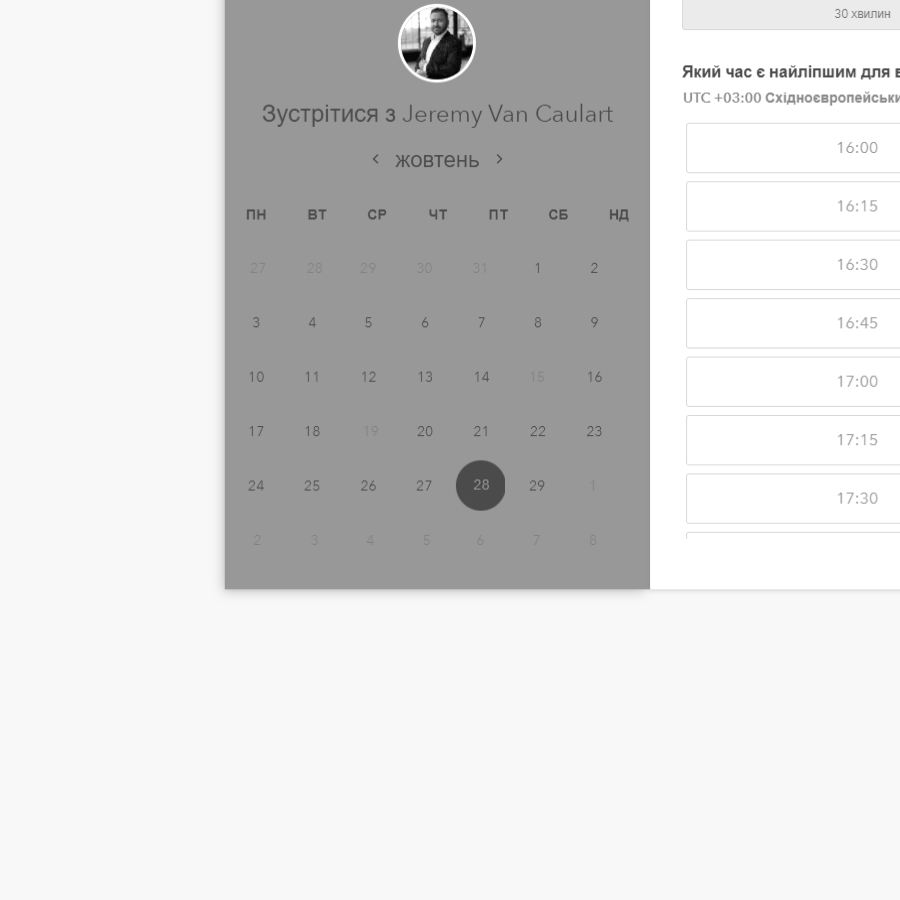 Зустрітися з Jeremy Van Caulart
‹ жовтень ›
ПН ВТ СР ЧТ ПТ СБ НД
27 28 29 30 31 1 2
3 4 5 6 7 8 9
10 11 12 13 14 15 16
17 18 19 20 21 22 23
24 25 26 27 28 29 1
2 3 4 5 6 7 8
30 хвилин
Який час є найліпшим для
UTC +03:00
16:00
16:15
16:30
16:45
17:00
17:15
17:30